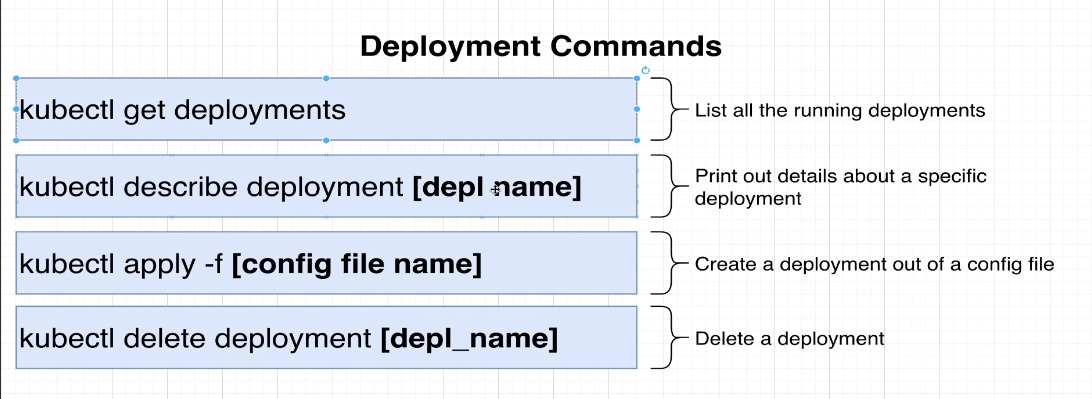 Deployment Commands
kubectl get deployments
List all the running deployments
kubectl describe deployment [depl name]
Print out details about a specific
deployment
kubectl apply -f [config file name]
Create a deployment out of a config file
kubectl delete deployment [depl_name]
Delete a deployment